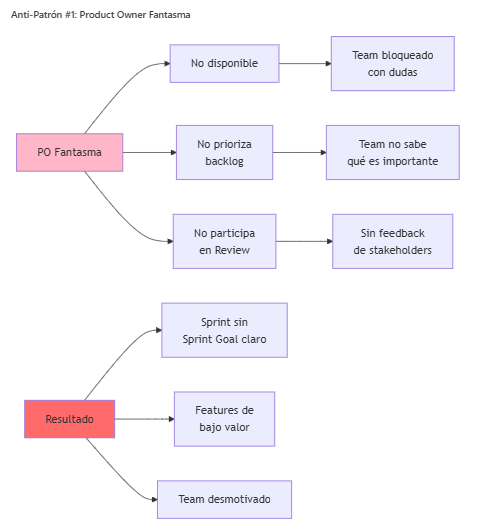 Anti-Patrón #1: Product Owner Fantasma
PO Fantasma
No disponible
Team bloqueado
con dudas
No prioriza
backlog
Team no sabe
qué es importante
No participa
en Review
Sin feedback
de stakeholders
Resultado
Sprint sin
Sprint Goal claro
Features de
bajo valor
Team desmotivado